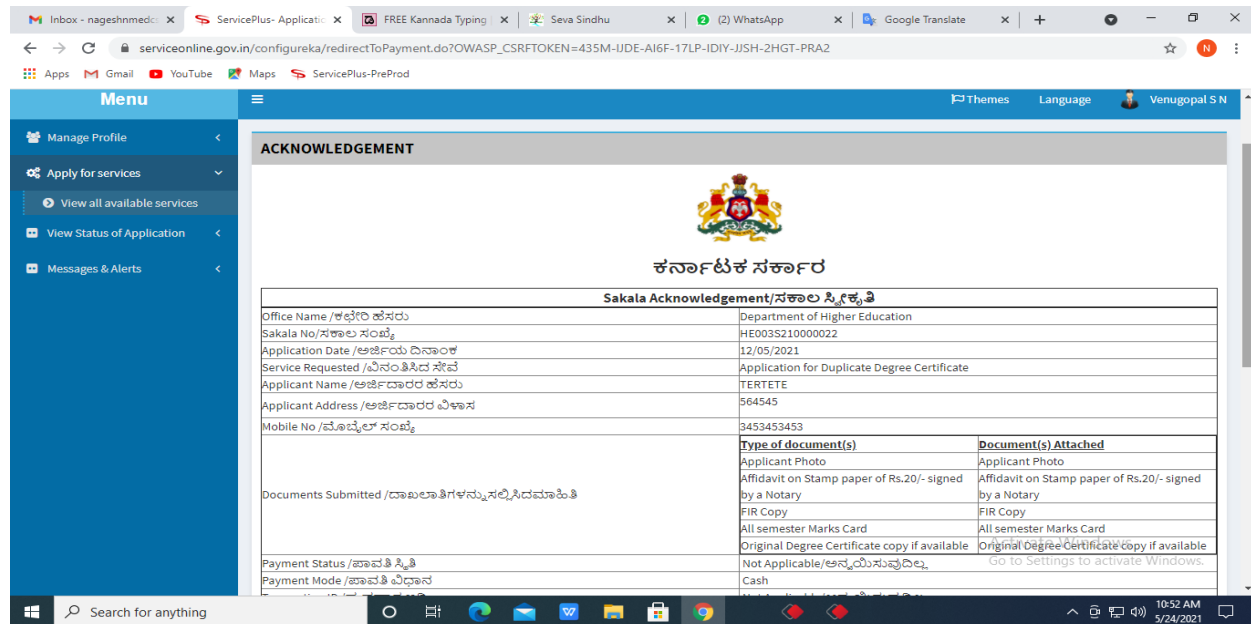 Inbox - nageshnmedcs
ServicePlus- Applicatio
FREE Kannada Typing |
Seva Sindhu
(2) WhatsApp
Google Translate
serviceonline.gov.in/configureka/redirectToPayment.do?OWASP_CSRFTOKEN=435M-IJDE-AI6F-17LP-IDIY-JJSH-2HGT-PRA2
N
Apps Gmail YouTube Maps ServicePlus-PreProd
Menu
Themes Language Venugopal S N
Manage Profile
Apply for services
View all available services
View Status of Application
Messages & Alerts
ACKNOWLEDGEMENT
ಕರ್ನಾಟಕ ಸರ್ಕಾರ
Sakala Acknowledgement/ಸಕಾಲ ಸ್ವೀಕೃತಿ
Office Name /ಕಛೇರಿ ಹೆಸರು Department of Higher Education
Sakala No/ಸಕಾಲ ಸಂಖ್ಯೆ HE003S210000022
Application Date /ಅರ್ಜಿಯ ದಿನಾಂಕ 12/05/2021
Service Requested /ವಿನಂತಿಸಿದ ಸೇವೆ Application for Duplicate Degree Certificate
Applicant Name /ಅರ್ಜಿದಾರರ ಹೆಸರು TERTETE
Applicant Address /ಅರ್ಜಿದಾರರ ವಿಳಾಸ 564545
Mobile No /ಮೊಬೈಲ್ ಸಂಖ್ಯೆ 3453453453
Documents Submitted /ದಾಖಲಾತಿಗಳನ್ನುಸಲ್ಲಿಸಿದಮಾಹಿತಿ
Type of document(s) Document(s) Attached
Applicant Photo Applicant Photo
Affidavit on Stamp paper of Rs.20/- signed Affidavit on Stamp paper of Rs.20/- signed
by a Notary by a Notary
FIR Copy FIR Copy
All semester Marks Card All semester Marks Card
Original Degree Certificate copy if available Original Degree Certificate copy if available
Activate Windows
Go to Settings to activate Windows.
Payment Status /ಪಾವತಿ ಸ್ಥಿತಿ Not Applicable/ಅನ್ವಯಿಸುವುದಿಲ್ಲ
Payment Mode /ಪಾವತಿ ವಿಧಾನ Cash
Search for anything
10:52 AM
5/24/2021